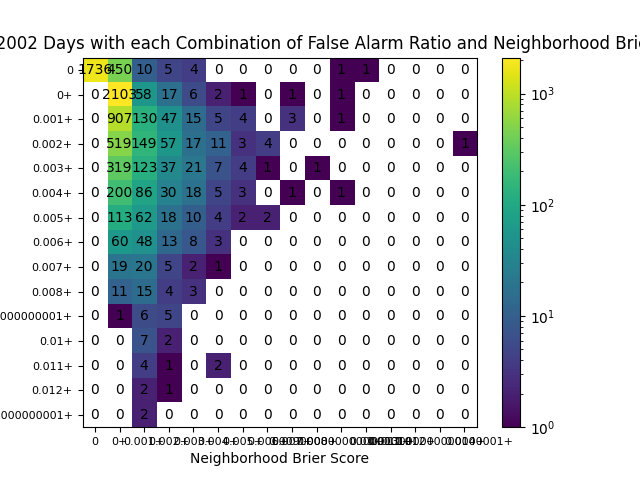 2002 Days with each Combination of False Alarm Ratio and Neighborhood Brie
0 1736 450 10 5 4 0 0 0 0 0 1 1 0 0 0 0
0+ 0 2103 58 17 6 2 1 0 1 0 1 0 0 0 0 0
0.001+ 0 907 130 47 15 5 4 0 3 0 1 0 0 0 0 0
0.002+ 0 519 149 57 17 11 3 4 0 0 0 0 0 0 0 1
0.003+ 0 319 123 37 21 7 4 1 0 1 0 0 0 0 0 0
0.004+ 0 200 86 30 18 5 3 0 1 0 1 0 0 0 0 0
0.005+ 0 113 62 18 10 4 2 2 0 0 0 0 0 0 0 0
0.006+ 0 60 48 13 8 3 0 0 0 0 0 0 0 0 0 0
0.007+ 0 19 20 5 2 1 0 0 0 0 0 0 0 0 0 0
0.008+ 0 11 15 4 3 0 0 0 0 0 0 0 0 0 0 0
000000001+ 0 1 6 5 0 0 0 0 0 0 0 0 0 0 0 0
0.01+ 0 0 7 2 0 0 0 0 0 0 0 0 0 0 0 0
0.011+ 0 0 4 1 0 2 0 0 0 0 0 0 0 0 0 0
0.012+ 0 0 2 1 0 0 0 0 0 0 0 0 0 0 0 0
000000001+ 0 0 2 0 0 0 0 0 0 0 0 0 0 0 0 0
0 0+
Neighborhood Brier Score
10³
10²
10¹
10⁰